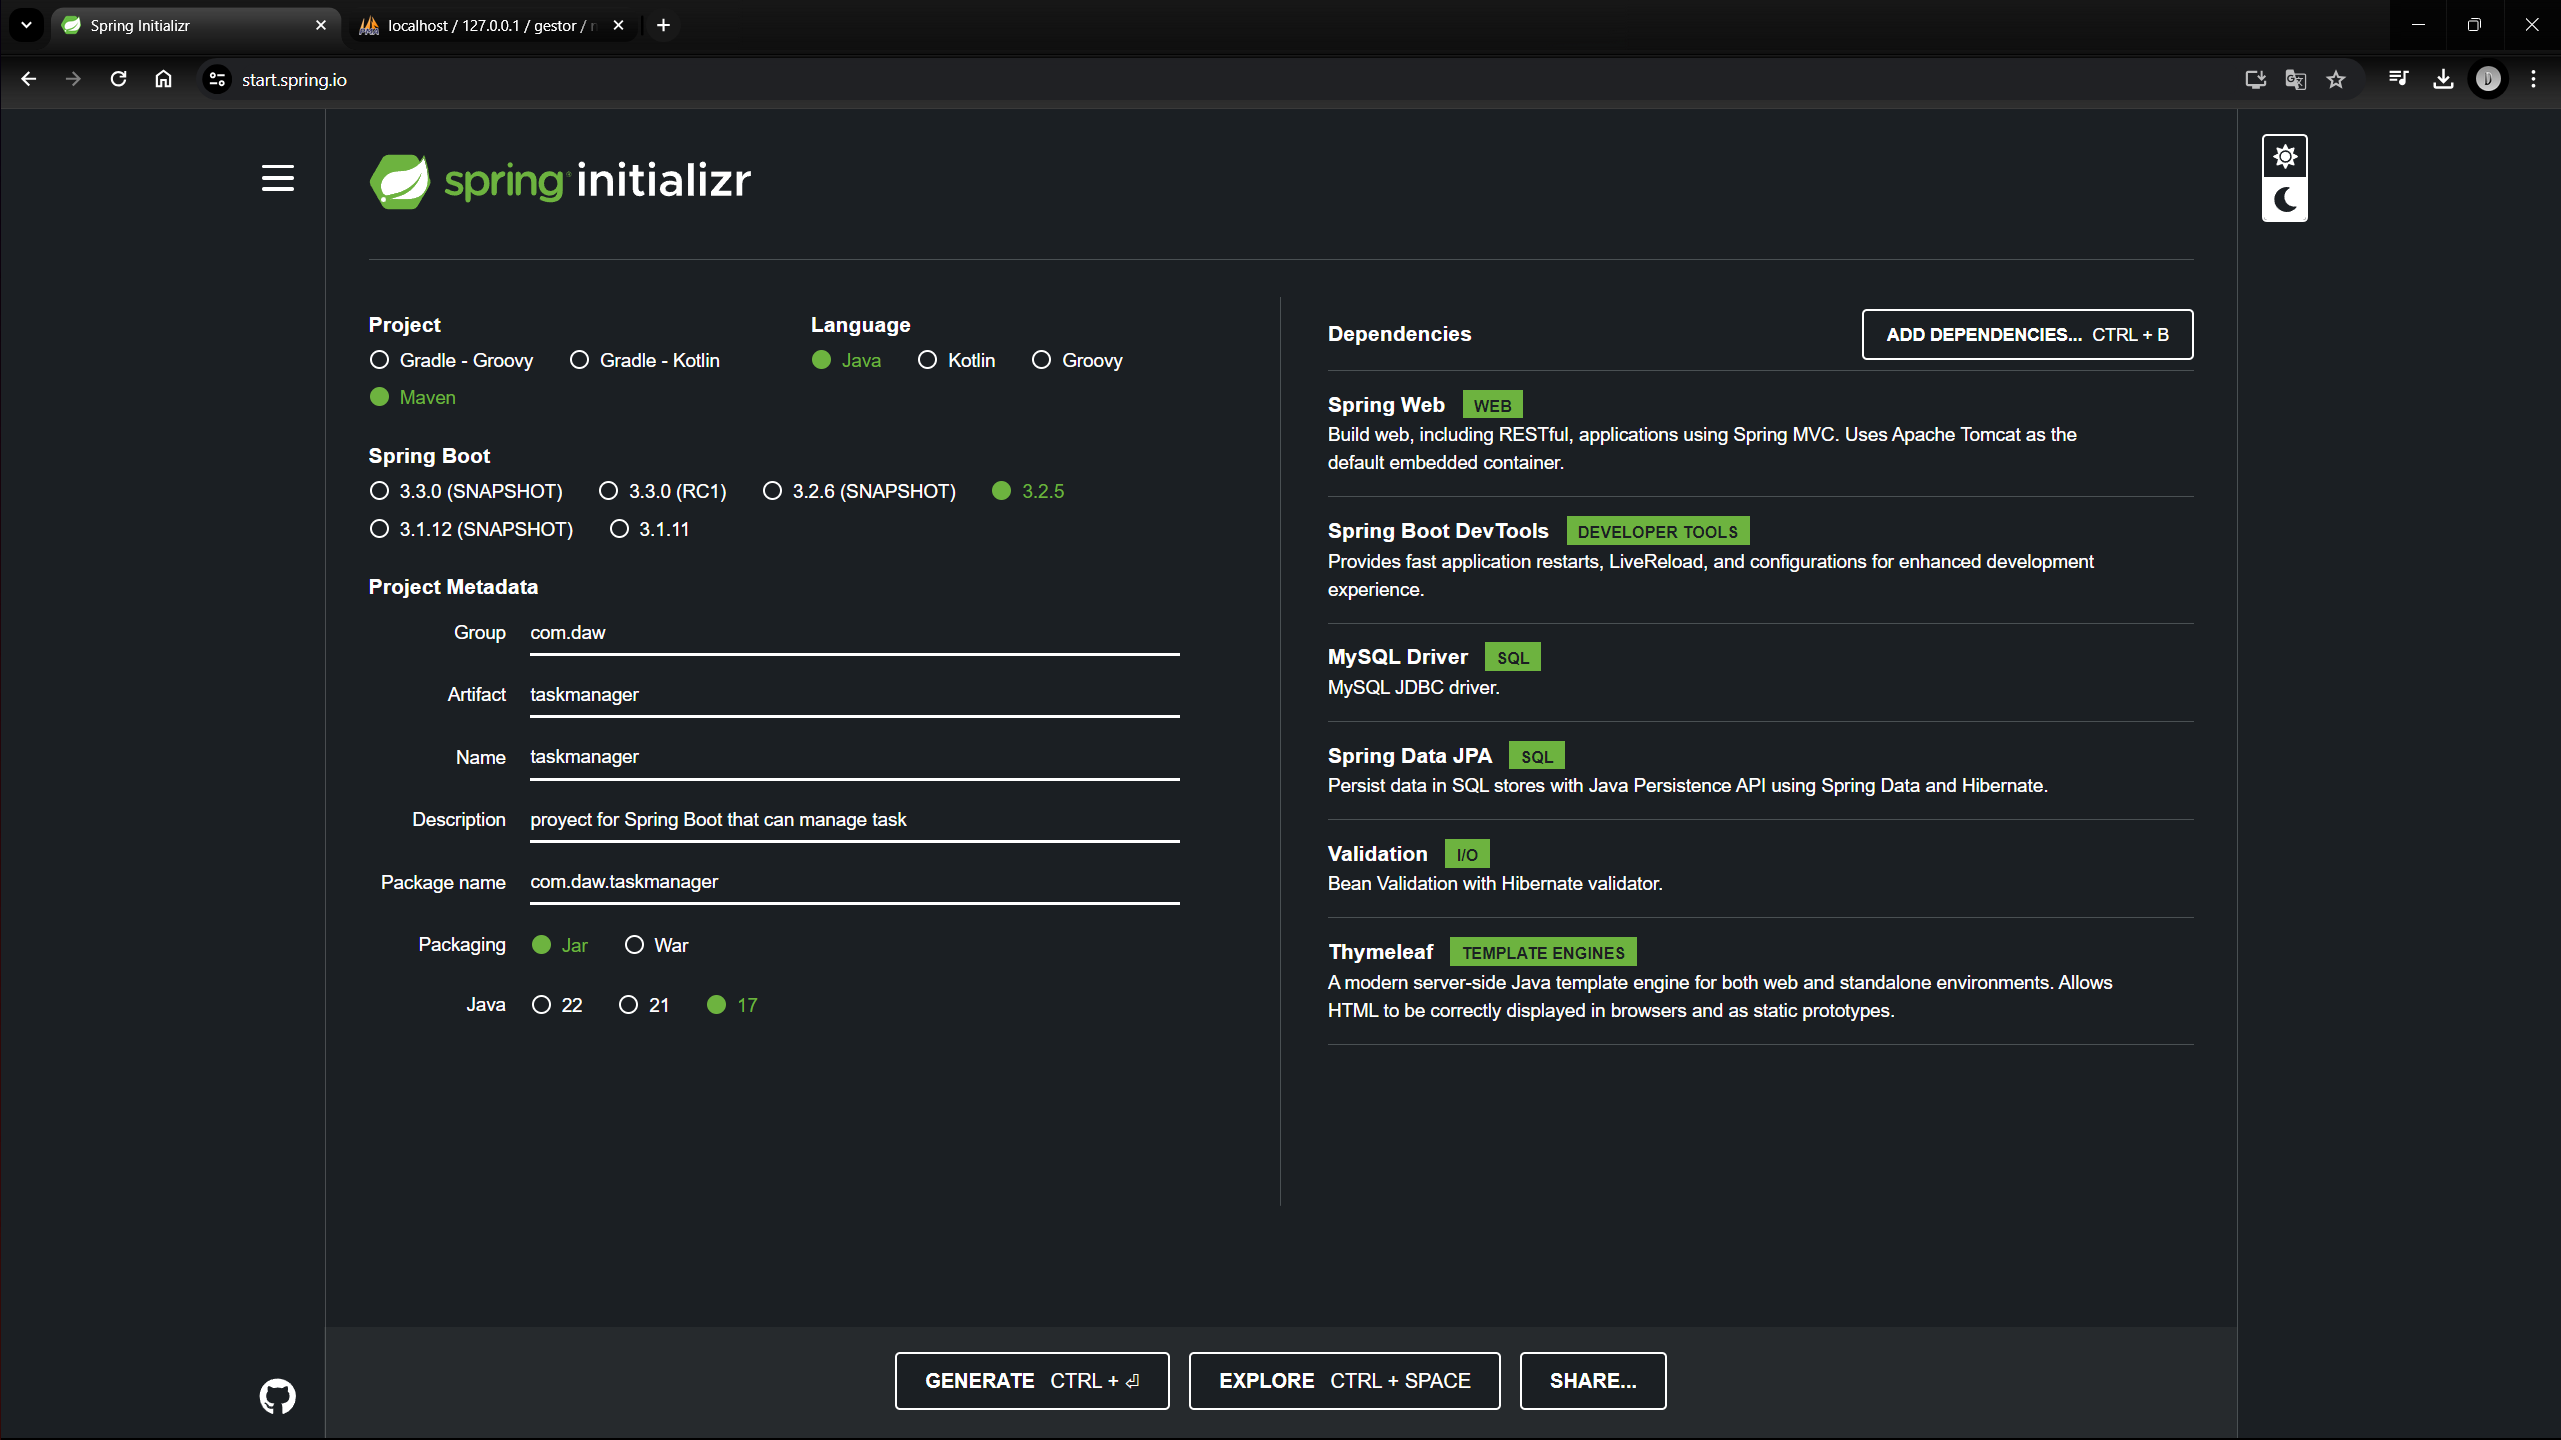 Spring Initializr
localhost / 127.0.0.1 / gestor /
start.spring.io
spring initializr
Project
Gradle - Groovy
Gradle - Kotlin
Maven
Language
Java
Kotlin
Groovy
Spring Boot
3.3.0 (SNAPSHOT)
3.3.0 (RC1)
3.2.6 (SNAPSHOT)
3.2.5
3.1.12 (SNAPSHOT)
3.1.11
Project Metadata
Group com.daw
Artifact taskmanager
Name taskmanager
Description proyect for Spring Boot that can manage task
Package name com.daw.taskmanager
Packaging Jar War
Java 22 21 17
Dependencies
ADD DEPENDENCIES... CTRL + B
Spring Web WEB
Build web, including RESTful, applications using Spring MVC. Uses Apache Tomcat as the
default embedded container.
Spring Boot DevTools DEVELOPER TOOLS
Provides fast application restarts, LiveReload, and configurations for enhanced development
experience.
MySQL Driver SQL
MySQL JDBC driver.
Spring Data JPA SQL
Persist data in SQL stores with Java Persistence API using Spring Data and Hibernate.
Validation I/O
Bean Validation with Hibernate validator.
Thymeleaf TEMPLATE ENGINES
A modern server-side Java template engine for both web and standalone environments. Allows
HTML to be correctly displayed in browsers and as static prototypes.
GENERATE CTRL + ⏎
EXPLORE CTRL + SPACE
SHARE...